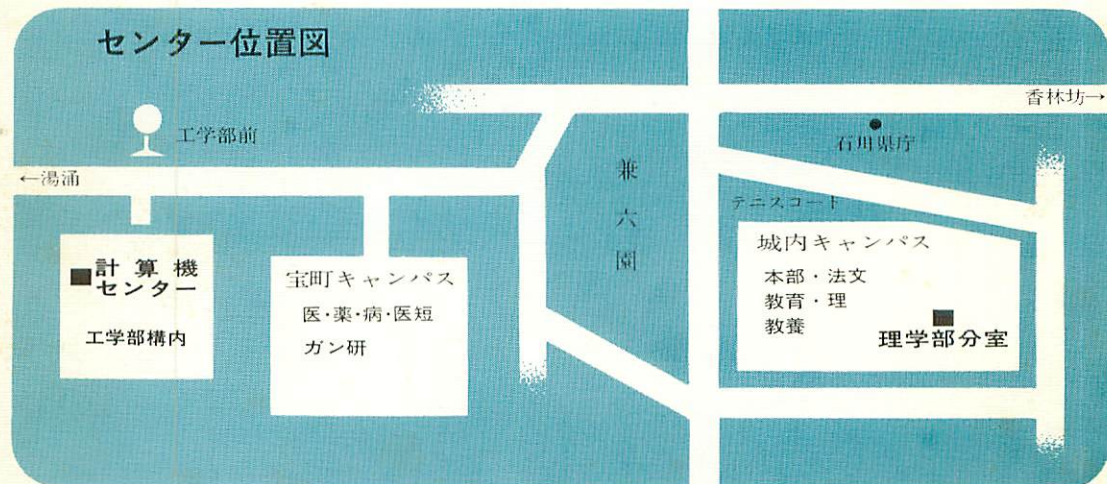 センター位置図
香林坊→
工学部前
石川県庁
←湯涌
兼六園
テニスコート
計算機
センター
工学部構内
宝町キャンパス
医・薬・病・医短
ガン研
城内キャンパス
本部・法文
教育・理
教養
理学部分室